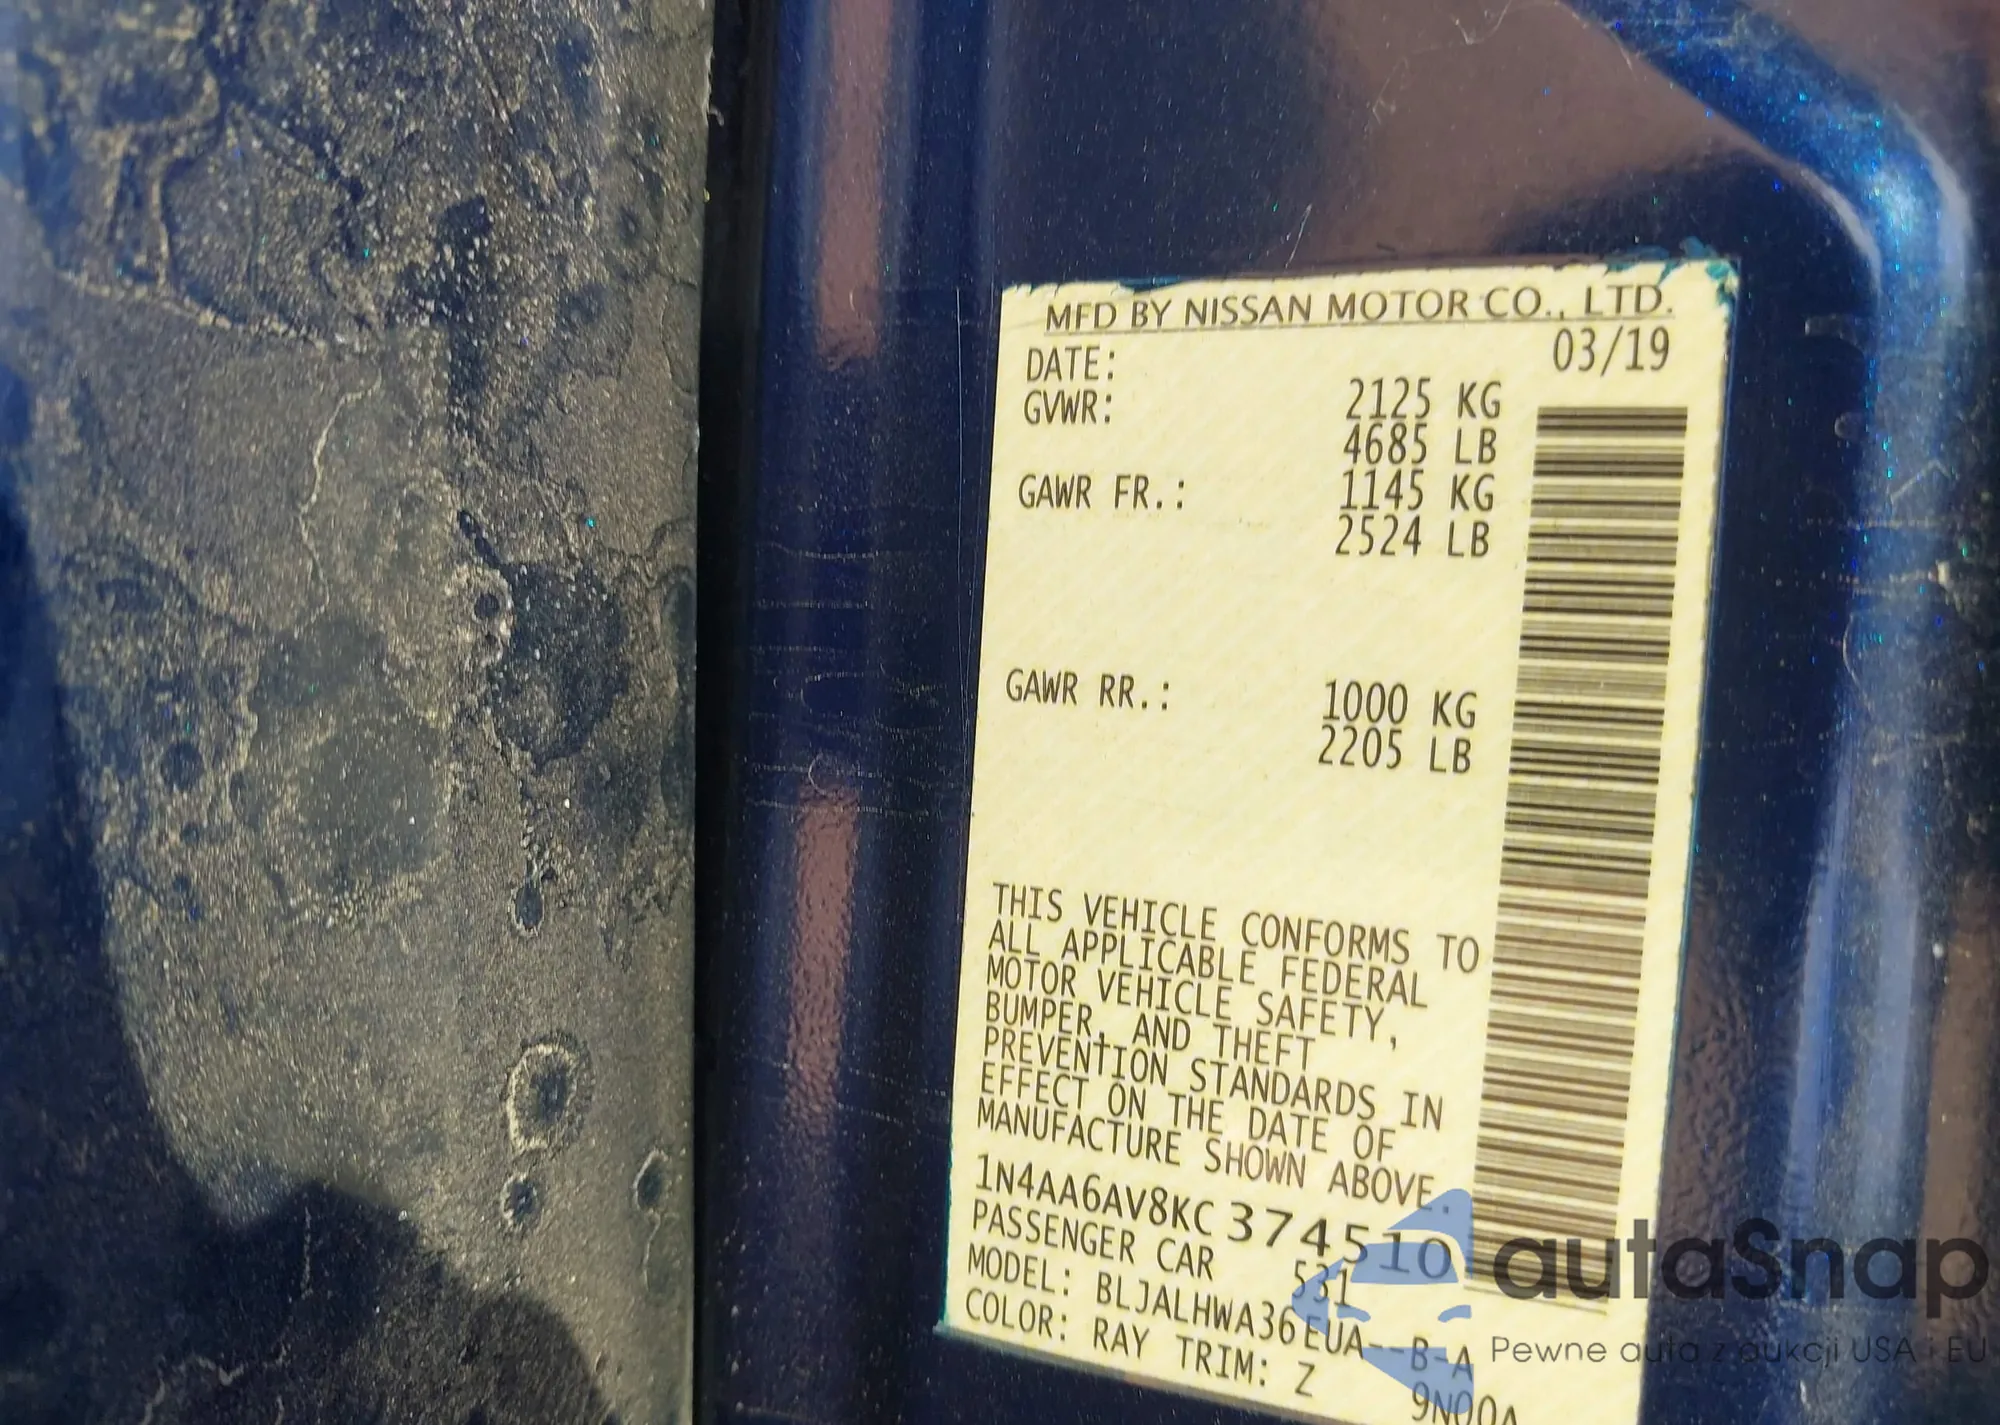 MFD BY NISSAN MOTOR CO., LTD.
DATE: 03/19
GVWR: 2125 KG
4685 LB
GAWR FR.: 1145 KG
2524 LB
GAWR RR.: 1000 KG
2205 LB
THIS VEHICLE CONFORMS TO
ALL APPLICABLE FEDERAL
MOTOR VEHICLE SAFETY,
BUMPER, AND THEFT
PREVENTION STANDARDS IN
EFFECT ON THE DATE OF
MANUFACTURE SHOWN ABOVE.
1N4AA6AV8KC374510
PASSENGER CAR 531
MODEL: BLJALHWA36EUA--B-A
COLOR: RAY TRIM: Z 9N00A
autaSnap
Pewne auta z aukcji USA i EU